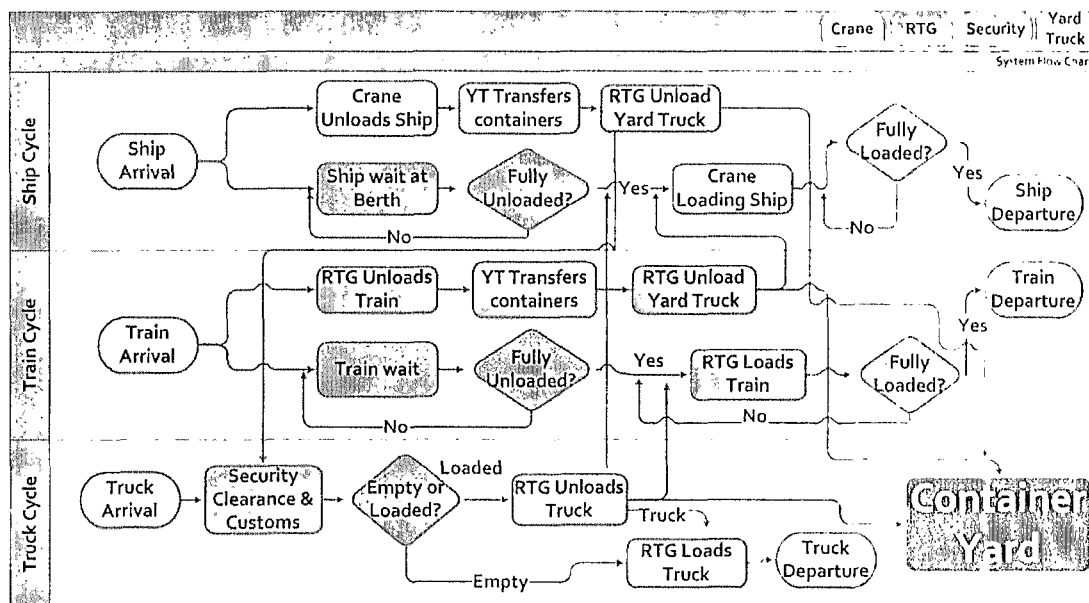 Crane
RTG
Security
Yard
Truck
System Flow Char
Ship Cycle
Ship
Arrival
Crane
Unloads Ship
YT Transfers
containers
RTG Unload
Yard Truck
Ship wait at
Berth
Fully
Unloaded?
Yes
No
Crane
Loading Ship
Fully
Loaded?
Yes
No
Ship
Departure
Train Cycle
Train
Arrival
RTG Unloads
Train
YT Transfers
containers
RTG Unload
Yard Truck
Train wait
Fully
Unloaded?
Yes
No
RTG Loads
Train
Fully
Loaded?
Yes
No
Train
Departure
Truck Cycle
Truck
Arrival
Security
Clearance &
Customs
Empty or
Loaded?
Loaded
Empty
RTG Unloads
Truck
Truck
RTG Loads
Truck
Truck
Departure
Container
Yard